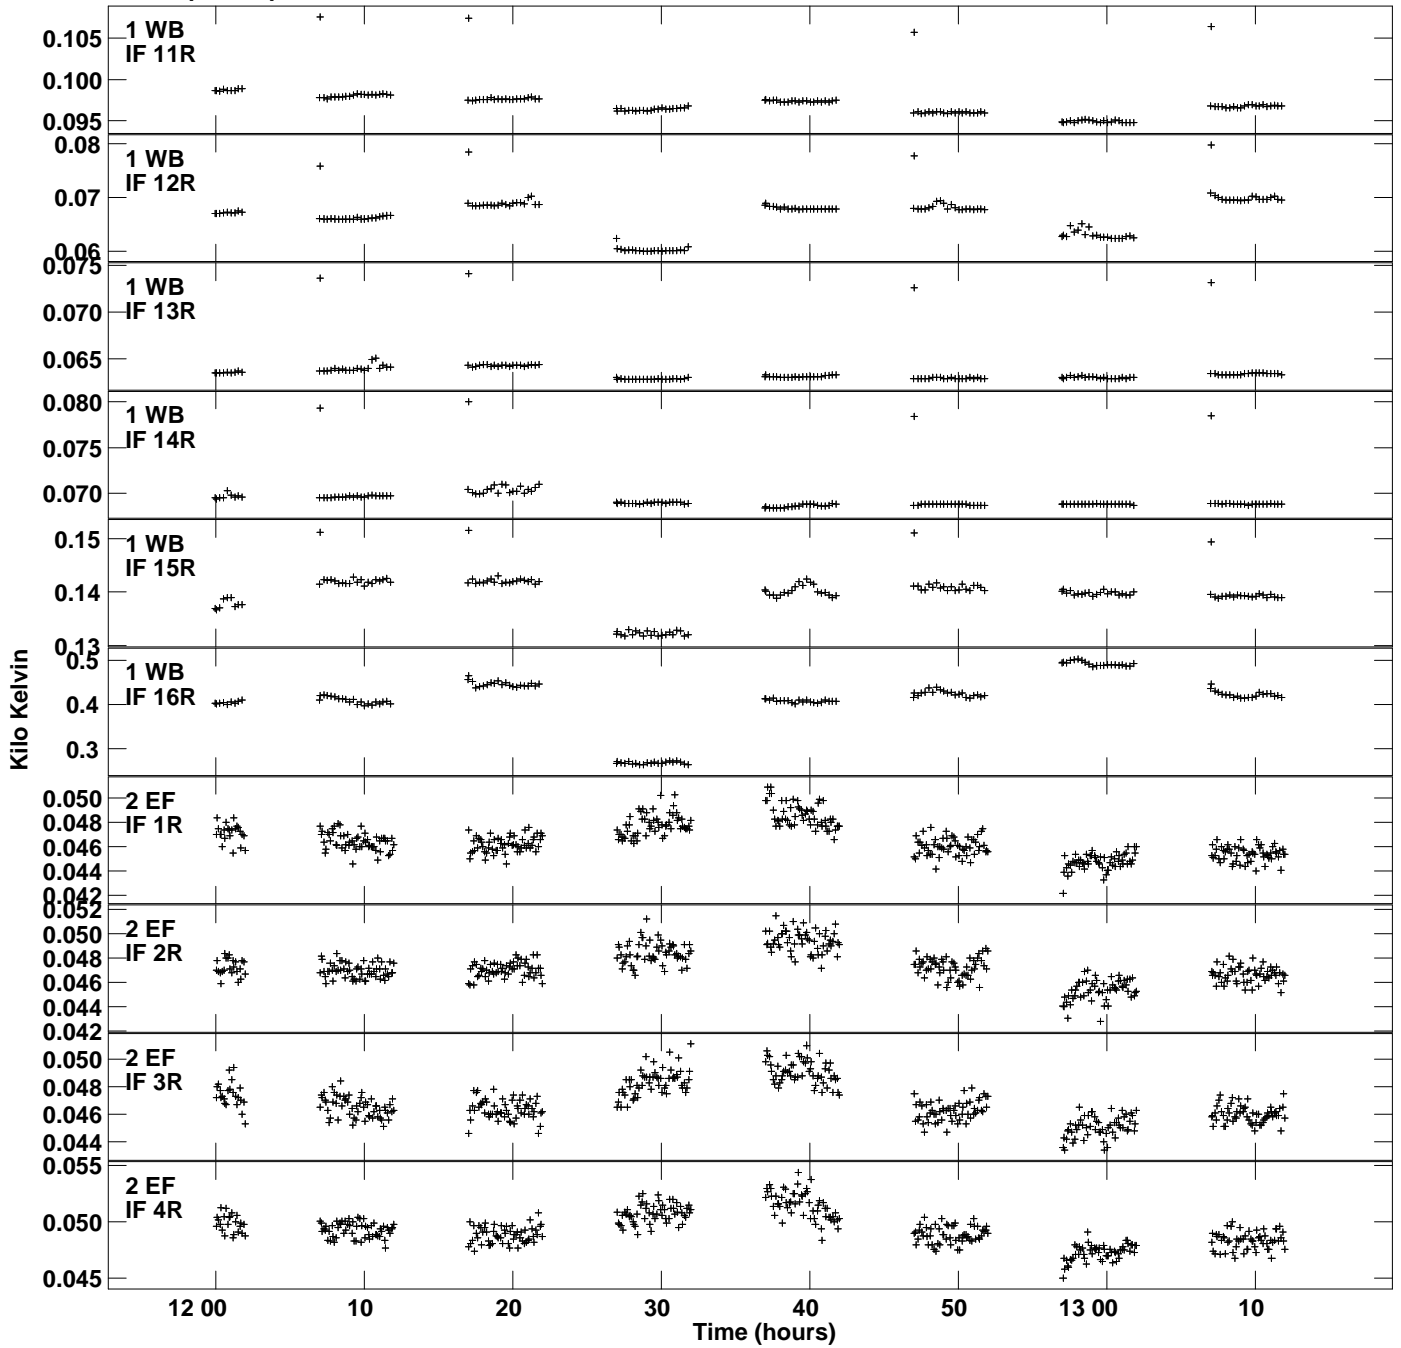 0.105
0.100
0.095
1 WB
IF 11R
0.08
0.07
0.06
1 WB
IF 12R
0.075
0.070
0.065
1 WB
IF 13R
0.080
0.075
0.070
1 WB
IF 14R
0.15
0.14
0.13
1 WB
IF 15R
0.5
0.4
0.3
1 WB
IF 16R
0.050
0.048
0.046
0.044
0.042
2 EF
IF 1R
0.052
0.050
0.048
0.046
0.044
0.042
2 EF
IF 2R
0.050
0.048
0.046
0.044
2 EF
IF 3R
0.055
0.050
0.045
2 EF
IF 4R
Kilo Kelvin
12 00 10 20 30 40 50 13 00 10
Time (hours)